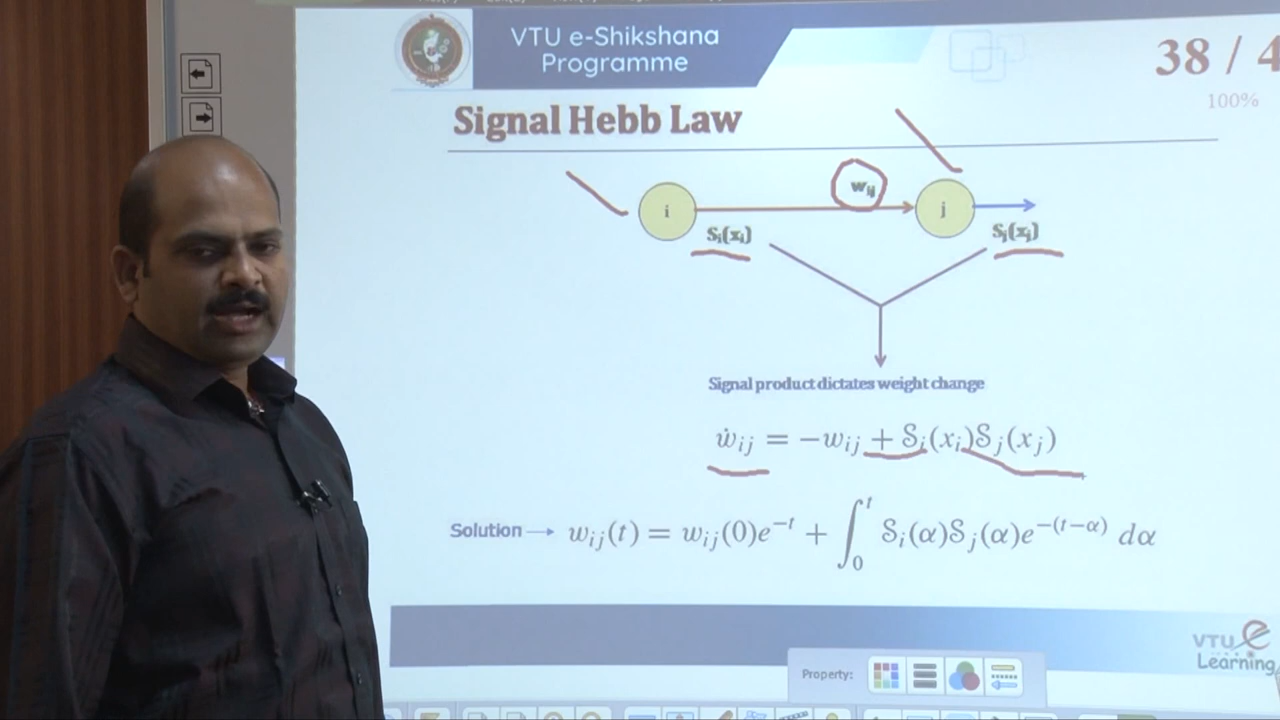 VTU e-Shikshana
Programme
38 / 4
100%
Signal Hebb Law
w_ij
i
j
S_i(x_i)
S_j(x_j)
Signal product dictates weight change
ẇ_ij = −w_ij + S_i(x_i)S_j(x_j)
Solution → w_ij(t) = w_ij(0)e^−t + ∫_0^t S_i(α)S_j(α)e^−(t−α) dα
VTU e
Learning
Property: